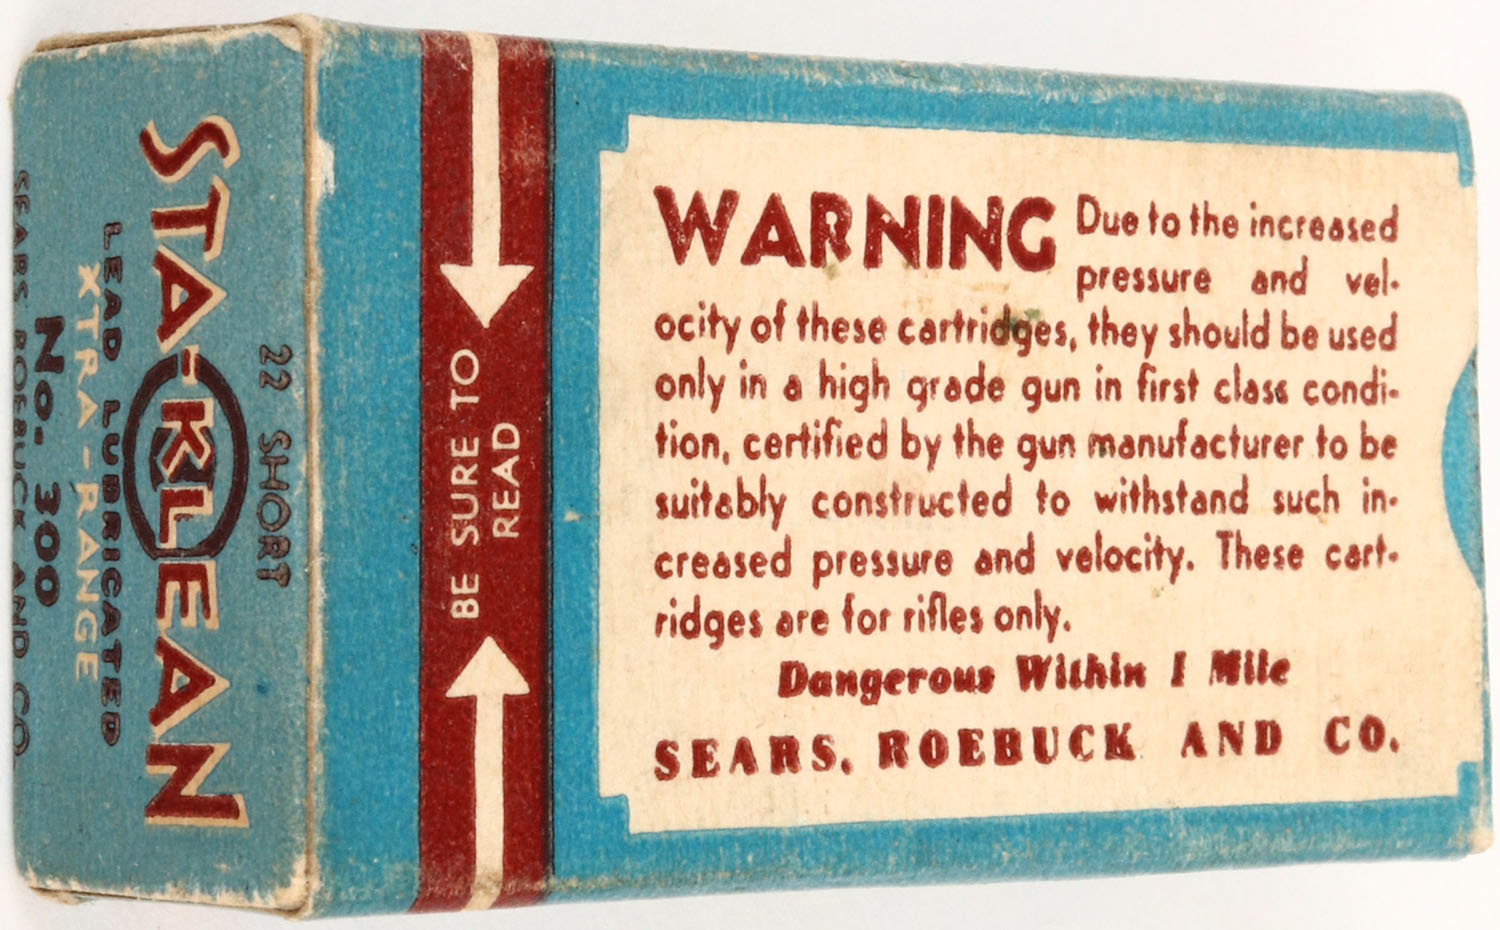 22 SHORT
STA-KLEAN
LEAD LUBRICATED
XTRA-RANGE
No. 300
SEARS ROEBUCK AND CO.
BE SURE TO
READ
WARNING Due to the increased
pressure and vel-
ocity of these cartridges, they should be used
only in a high grade gun in first class condi-
tion, certified by the gun manufacturer to be
suitably constructed to withstand such in-
creased pressure and velocity. These cart-
ridges are for rifles only.
Dangerous Within 1 Mile
SEARS, ROEBUCK AND CO.